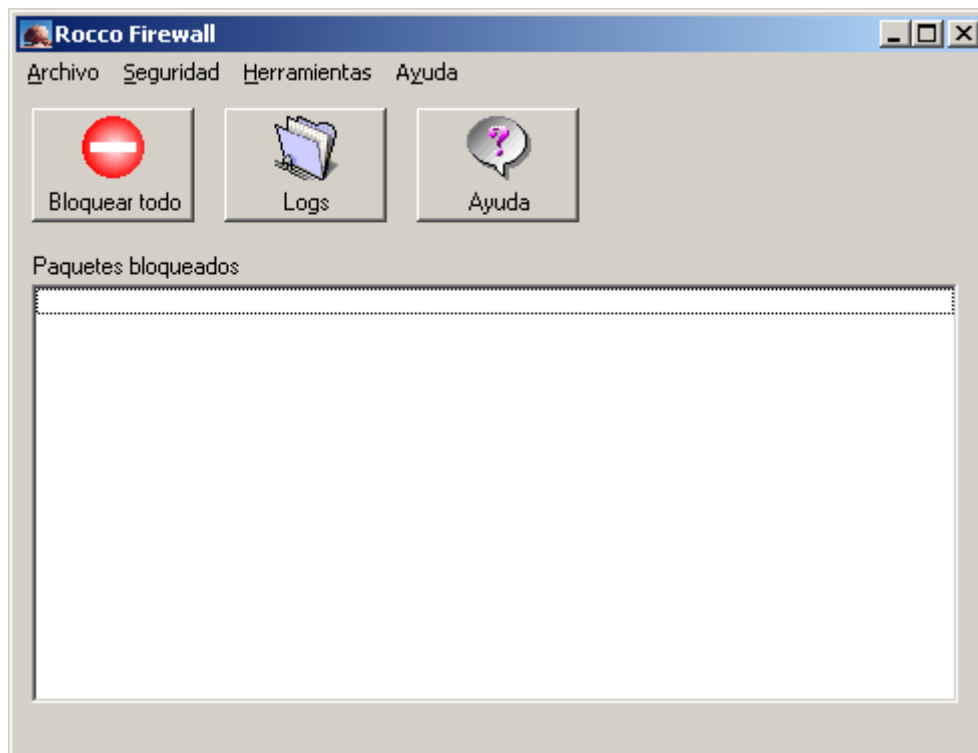 Rocco Firewall
Archivo Seguridad Herramientas Ayuda
Bloquear todo Logs Ayuda
Paquetes bloqueados